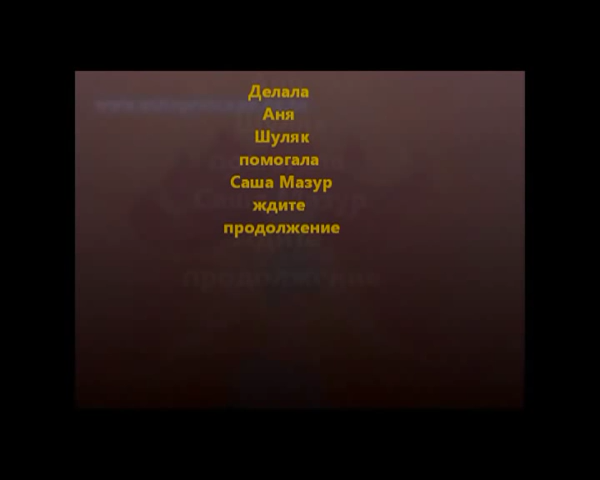 Делала
Аня
Шуляк
помогала
Саша Мазур
ждите
продолжение